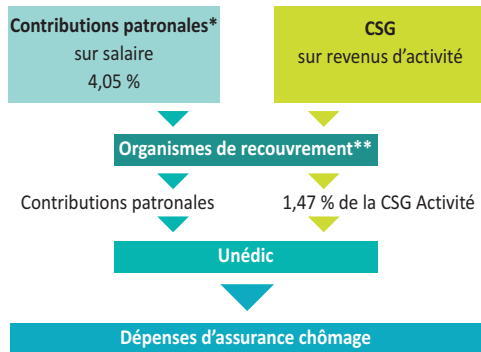 Contributions patronales*
sur salaire
4,05 %
CSG
sur revenus d’activité
Organismes de recouvrement**
Contributions patronales
1,47 % de la CSG Activité
Unédic
Dépenses d’assurance chômage